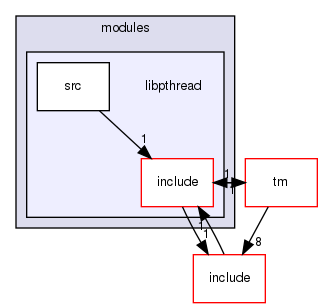 modules
src
libpthread
1
include
1
1
tm
1
1
8
include